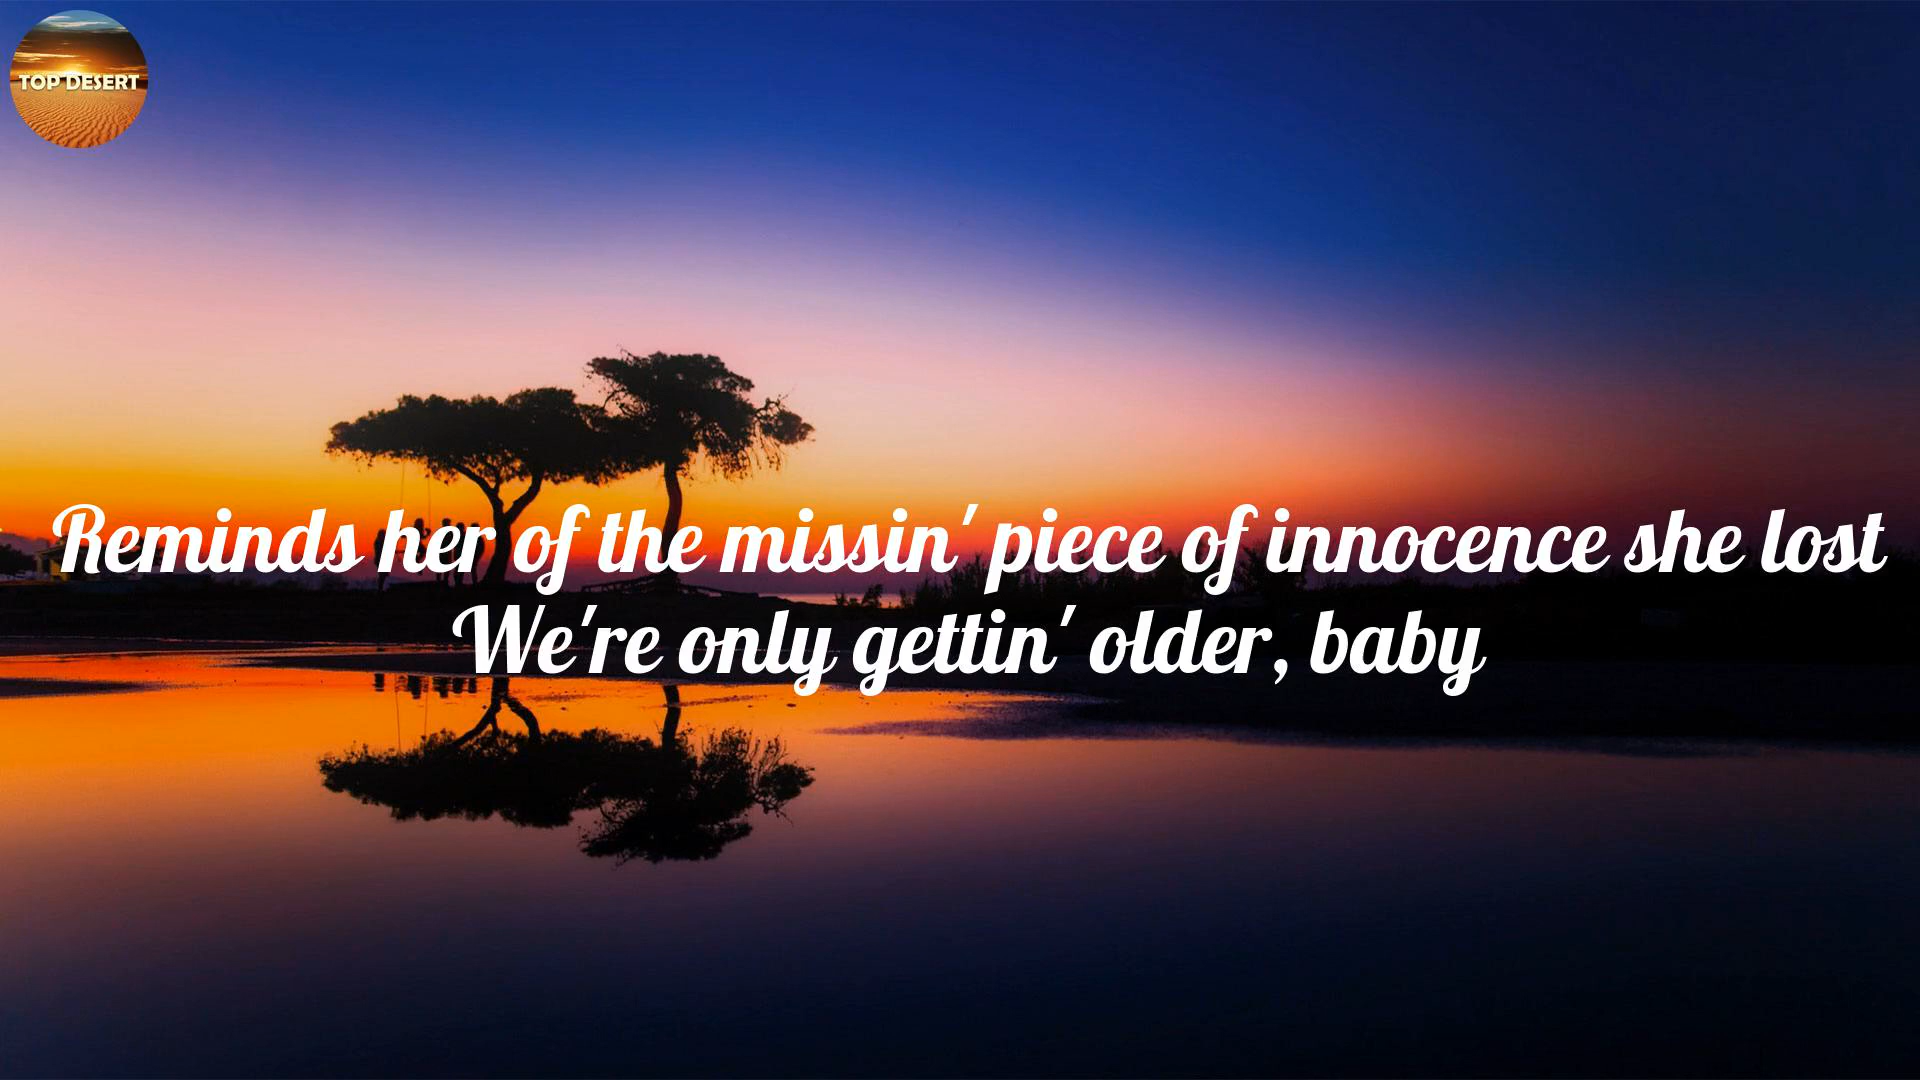 TOP DESERT
Reminds her of the missin' piece of innocence she lost
We're only gettin' older, baby